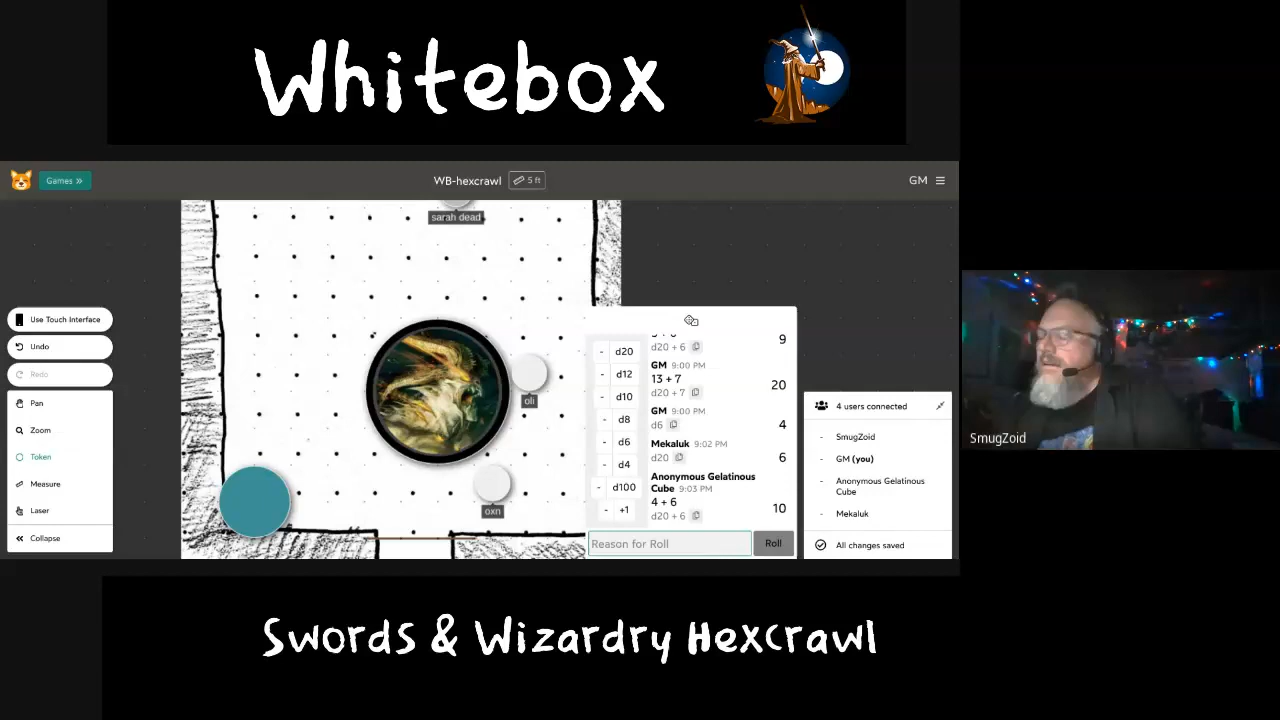 Whitebox
Games »
WB-hexcrawl
5 ft
GM
sarah dead
Use Touch Interface
Undo
Redo
Pan
Zoom
Token
Measure
Laser
Collapse
oli
oxn
- d20
- d12
- d10
- d8
- d6
- d4
- d100
- +1
d20 + 6
9
GM 9:00 PM
13 + 7
20
d20 + 7
GM 9:00 PM
d6
4
Mekaluk 9:02 PM
d20
6
Anonymous Gelatinous
Cube 9:03 PM
4 + 6
10
d20 + 6
Reason for Roll
Roll
4 users connected
- SmugZoid
- GM (you)
- Anonymous Gelatinous
Cube
- Mekaluk
All changes saved
SmugZoid
Swords & Wizardry Hexcrawl